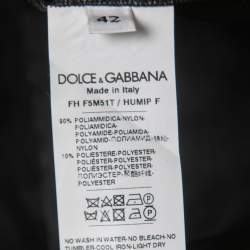 42
DOLCE & GABBANA
Made in Italy
FH F5M51T / HUMIP F
90% POLIAMMIDICA-NYLON-
POLIAMIDICA-
POLYAMIDE-POLIAMIDA-
ПОЛИАМИД-
NYLON
10% POLIESTERE-POLYESTER-
POLIÉSTER-
POLYESTER-POLIESTER-
ПОЛИЭСТЕР-
POLYESTER
NO WASH IN WATER-NO BLEACH-NO
TUMBLE-COOL IRON-LIGHT DRY